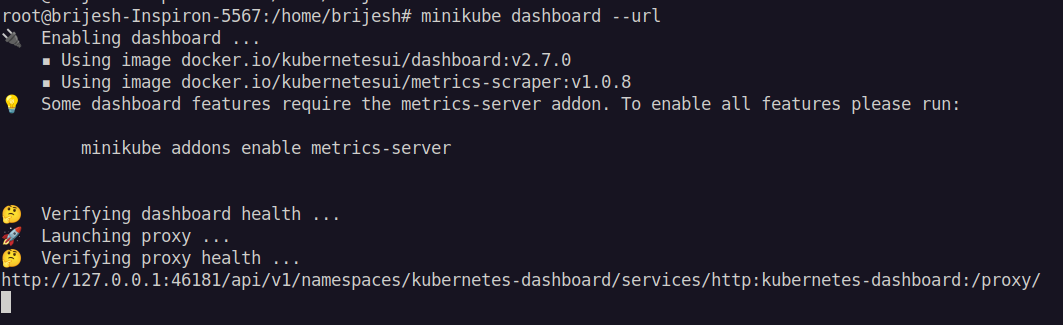 root@brijesh-Inspiron-5567:/home/brijesh# minikube dashboard --url
🔌 Enabling dashboard ...
▪ Using image docker.io/kubernetesui/dashboard:v2.7.0
▪ Using image docker.io/kubernetesui/metrics-scraper:v1.0.8
💡 Some dashboard features require the metrics-server addon. To enable all features please run:
minikube addons enable metrics-server
🤔 Verifying dashboard health ...
🚀 Launching proxy ...
🤔 Verifying proxy health ...
http://127.0.0.1:46181/api/v1/namespaces/kubernetes-dashboard/services/http:kubernetes-dashboard:/proxy/